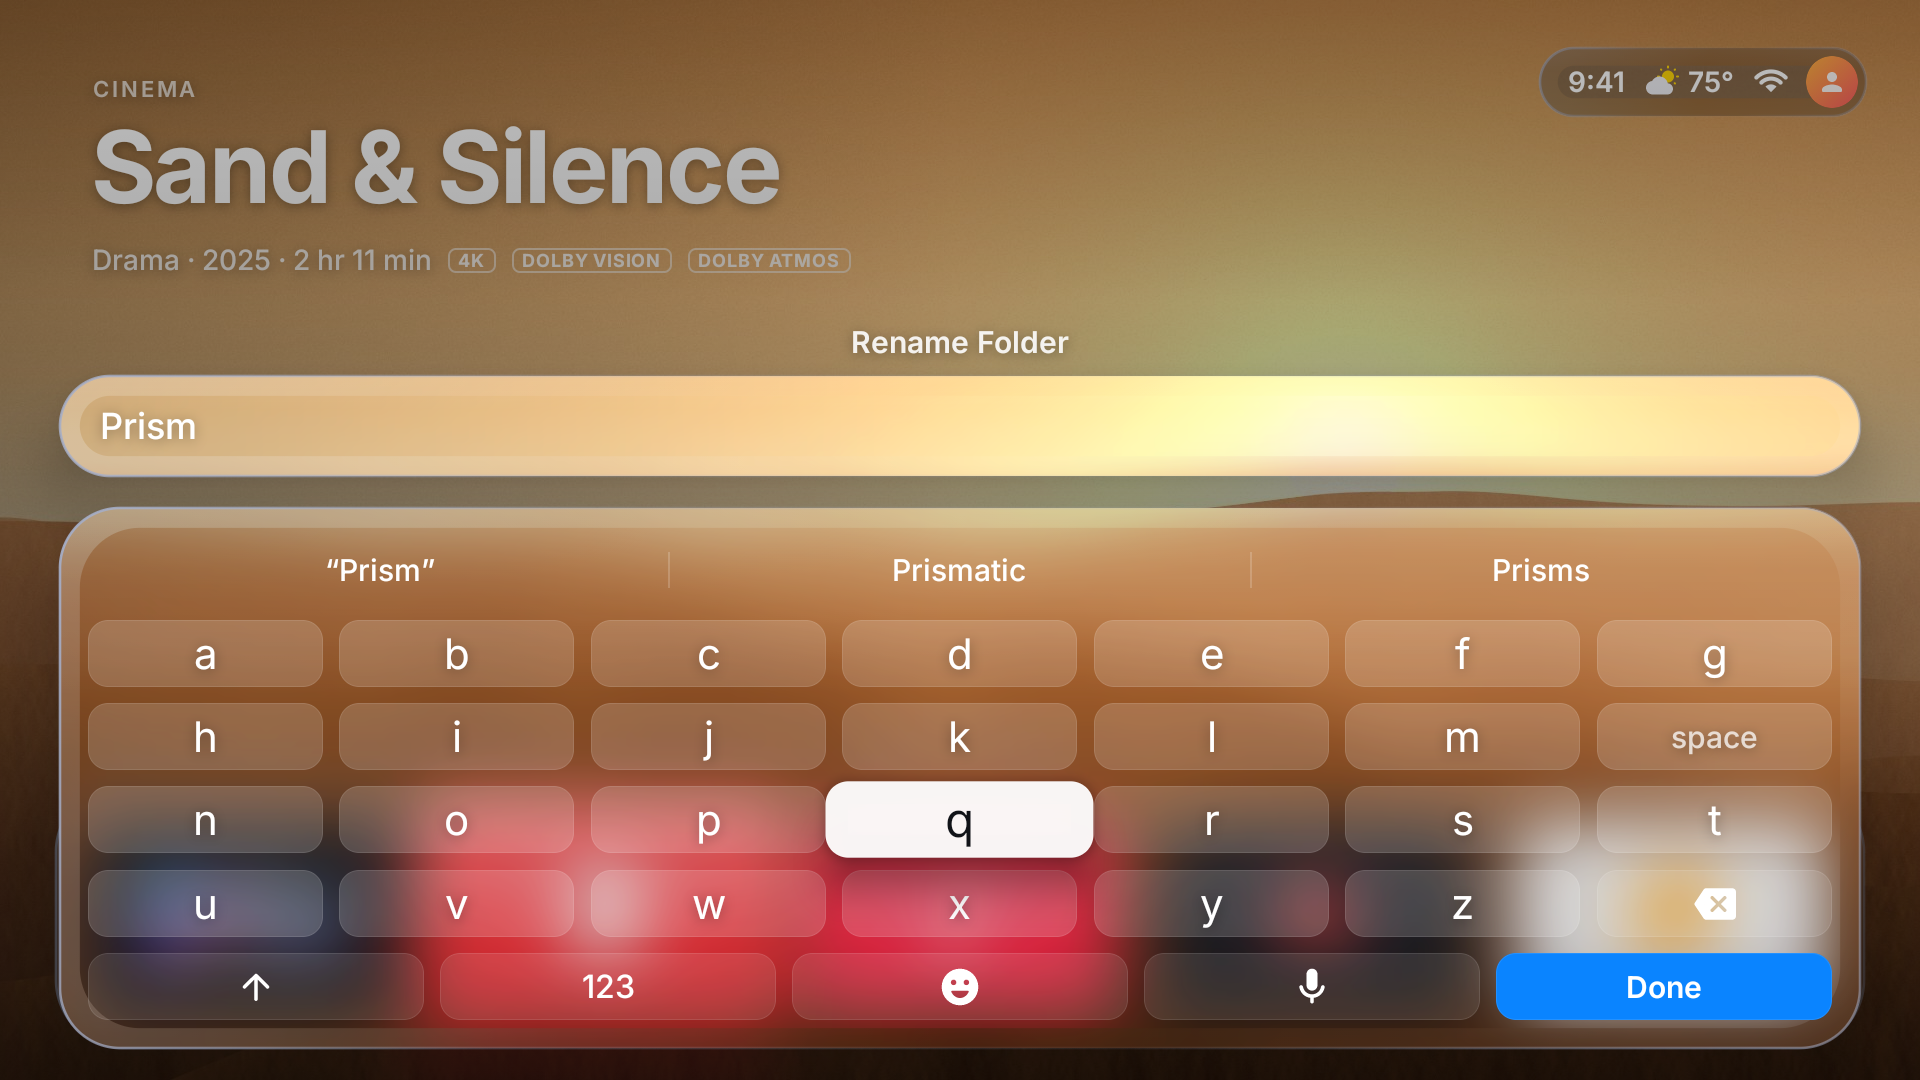 CINEMA
9:41 75°
Sand & Silence
Drama · 2025 · 2 hr 11 min 4K DOLBY VISION DOLBY ATMOS
Rename Folder
Prism
“Prism” Prismatic Prisms
a b c d e f g
h i j k l m space
n o p q r s t
u v w x y z
123 Done